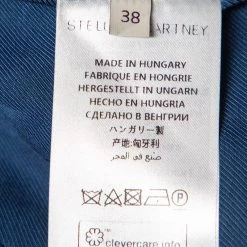 38
STELLA McCARTNEY
MADE IN HUNGARY
FABRIQUE EN HONGRIE
HERGESTELLT IN UNGARN
HECHO EN HUNGRIA
СДЕЛАНО В ВЕНГРИИ
ハンガリー製
产地: 匈牙利
صنع في المجر
clevercare.info